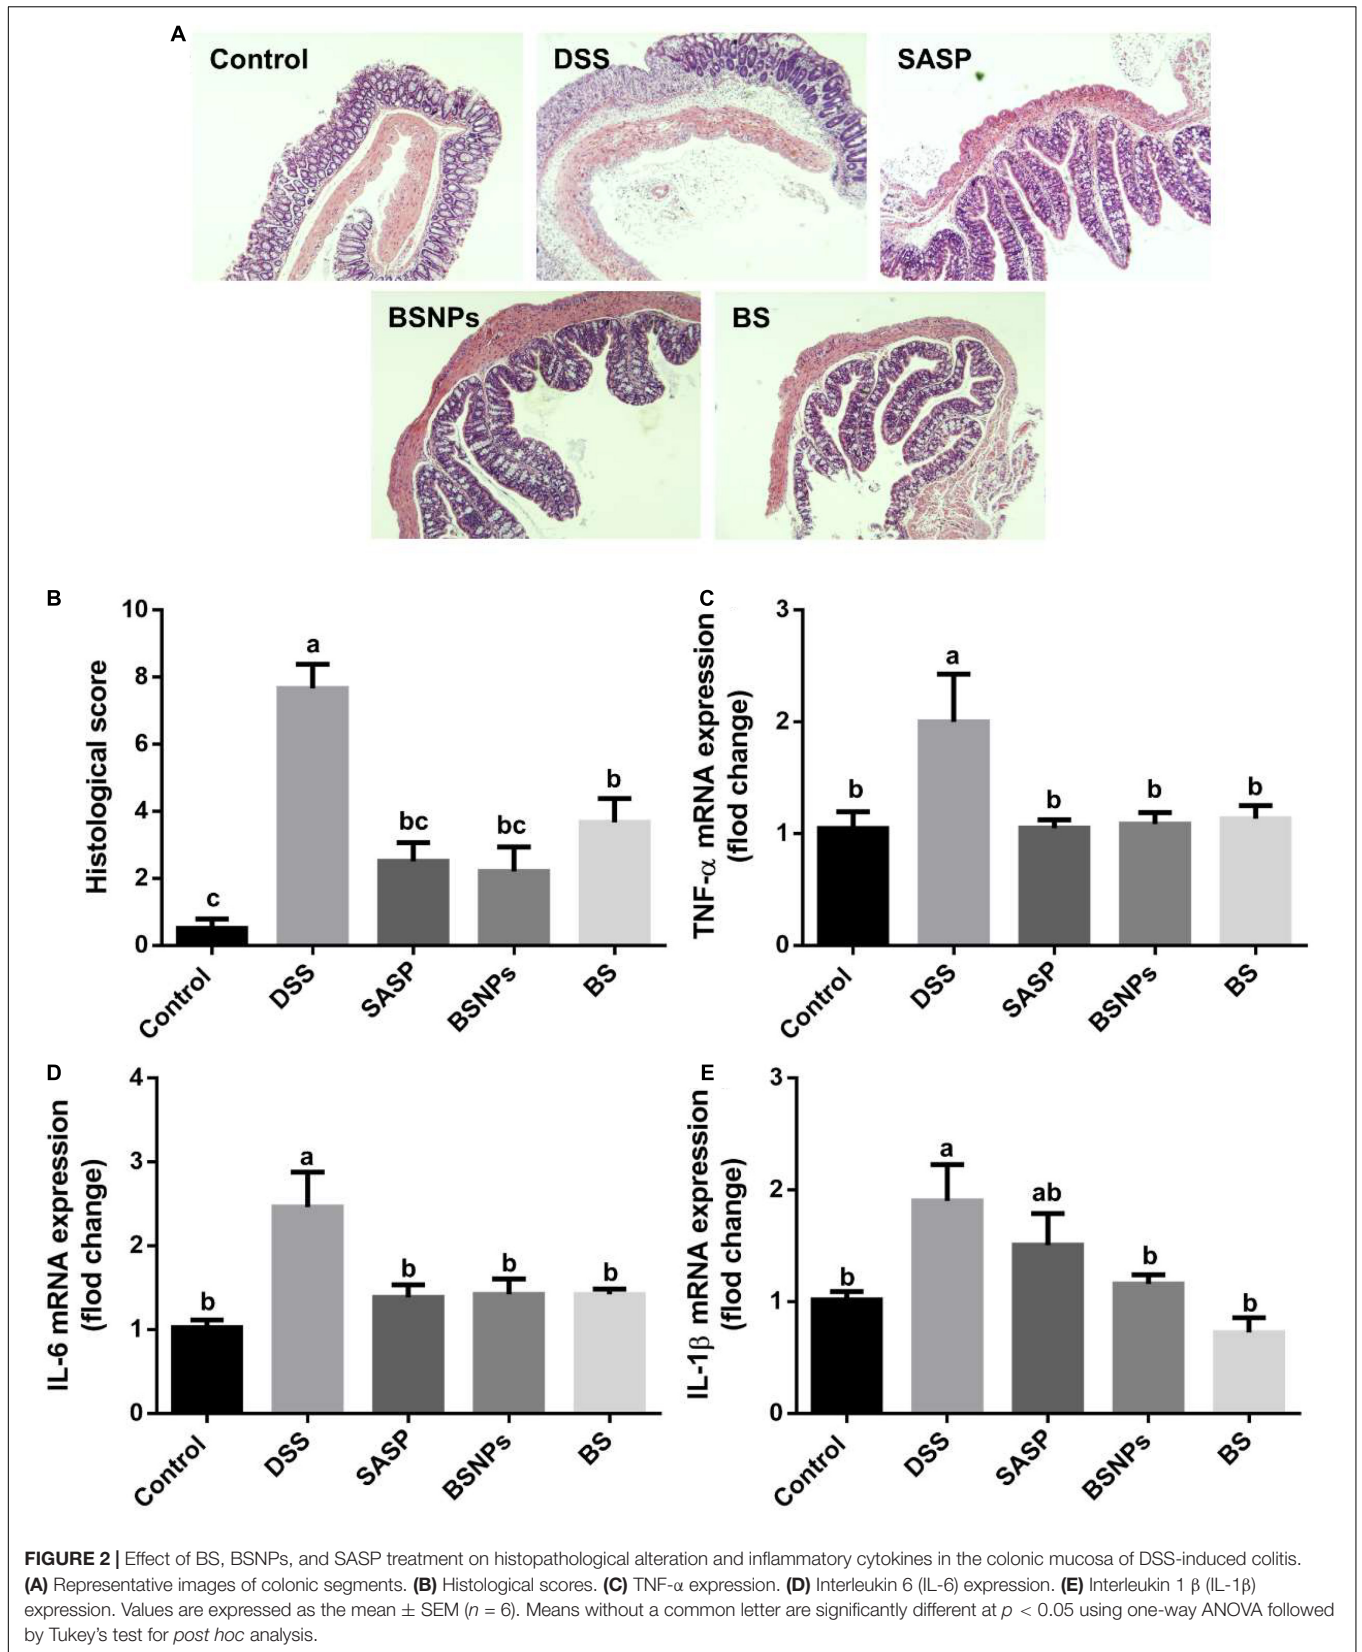 A
Control
DSS
SASP
BSNPs
BS
B
Histological score
10
8
6
4
2
0
c
a
bc
bc
b
Control
DSS
SASP
BSNPs
BS
C
TNF-α mRNA expression
(flod change)
3
2
1
0
b
a
b
b
b
Control
DSS
SASP
BSNPs
BS
D
IL-6 mRNA expression
(flod change)
4
3
2
1
0
b
a
b
b
b
Control
DSS
SASP
BSNPs
BS
E
IL-1β mRNA expression
(flod change)
3
2
1
0
b
a
ab
b
b
Control
DSS
SASP
BSNPs
BS
FIGURE 2 | Effect of BS, BSNPs, and SASP treatment on histopathological alteration and inflammatory cytokines in the colonic mucosa of DSS-induced colitis.
(A) Representative images of colonic segments. (B) Histological scores. (C) TNF-α expression. (D) Interleukin 6 (IL-6) expression. (E) Interleukin 1 β (IL-1β)
expression. Values are expressed as the mean ± SEM (n = 6). Means without a common letter are significantly different at p < 0.05 using one-way ANOVA followed
by Tukey's test for post hoc analysis.